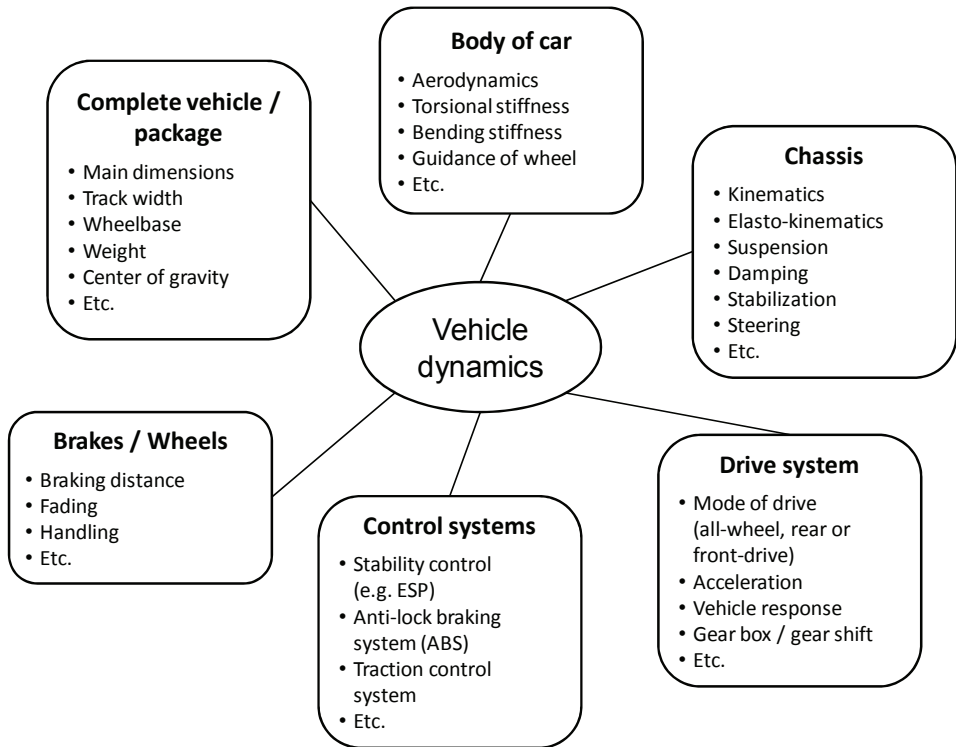 Body of car
• Aerodynamics
• Torsional stiffness
• Bending stiffness
• Guidance of wheel
• Etc.
Complete vehicle /
package
• Main dimensions
• Track width
• Wheelbase
• Weight
• Center of gravity
• Etc.
Chassis
• Kinematics
• Elasto-kinematics
• Suspension
• Damping
• Stabilization
• Steering
• Etc.
Vehicle
dynamics
Brakes / Wheels
• Braking distance
• Fading
• Handling
• Etc.
Control systems
• Stability control
(e.g. ESP)
• Anti-lock braking
system (ABS)
• Traction control
system
• Etc.
Drive system
• Mode of drive
(all-wheel, rear or
front-drive)
• Acceleration
• Vehicle response
• Gear box / gear shift
• Etc.